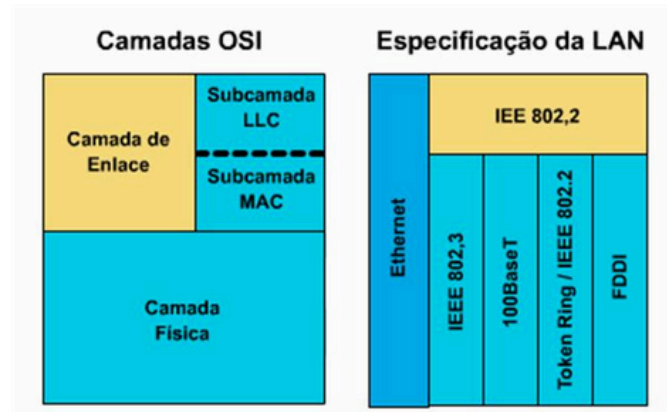 Camadas OSI
Especificação da LAN
Camada de
Enlace
Subcamada
LLC
Subcamada
MAC
Camada
Física
Ethernet
IEE 802,2
IEEE 802,3
100BaseT
Token Ring / IEEE 802.2
FDDI